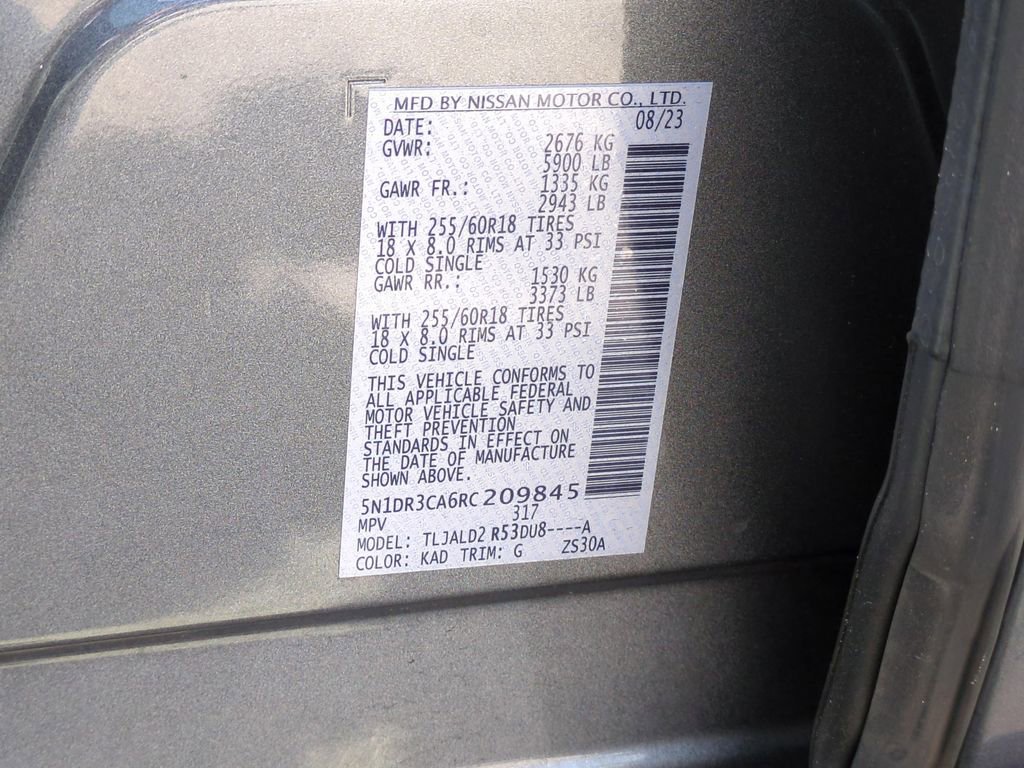 MFD BY NISSAN MOTOR CO., LTD.
DATE: 08/23
GVWR: 2676 KG
5900 LB
GAWR FR.: 1335 KG
2943 LB
WITH 255/60R18 TIRES
18 X 8.0 RIMS AT 33 PSI
COLD SINGLE
GAWR RR.: 1530 KG
3373 LB
WITH 255/60R18 TIRES
18 X 8.0 RIMS AT 33 PSI
COLD SINGLE
THIS VEHICLE CONFORMS TO
ALL APPLICABLE FEDERAL
MOTOR VEHICLE SAFETY AND
THEFT PREVENTION
STANDARDS IN EFFECT ON
THE DATE OF MANUFACTURE
SHOWN ABOVE.
5N1DR3CA6RC209845
MPV 317
MODEL: TLJALD2 R53DU8----A
COLOR: KAD TRIM: G ZS30A